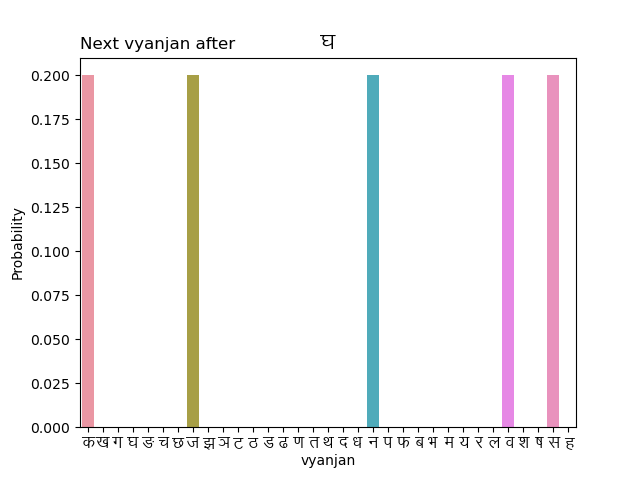 Next vyanjan after घ
0.200
0.175
0.150
0.125
0.100
0.075
0.050
0.025
0.000
Probability
क ख ग घ ङ च छ ज झ ञ ट ठ ड ढ ण त थ द ध न प फ ब भ म य र ल व श ष स ह
vyanjan